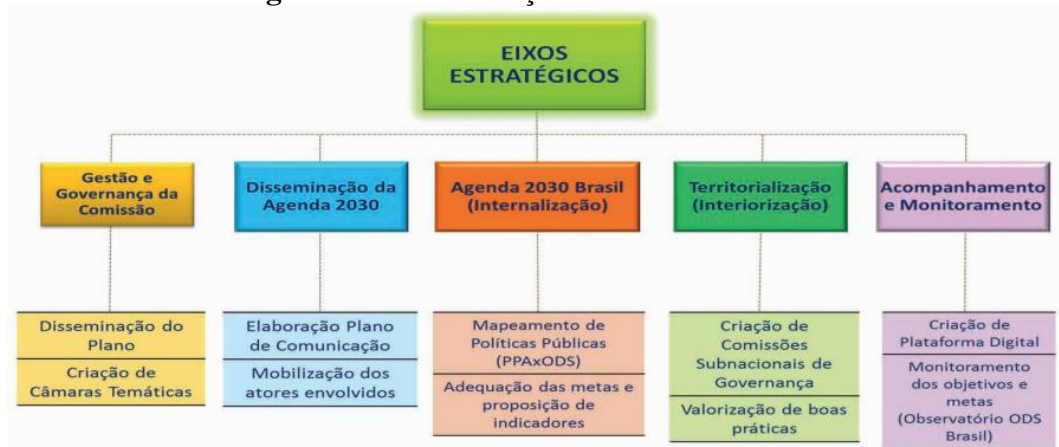 EIXOS
ESTRATÉGICOS
Gestão e
Governança da
Comissão
Disseminação da
Agenda 2030
Agenda 2030 Brasil
(Internalização)
Territorialização
(Interiorização)
Acompanhamento
e Monitoramento
Disseminação do
Plano
Criação de
Câmaras Temáticas
Elaboração Plano
de Comunicação
Mobilização dos
atores envolvidos
Mapeamento de
Políticas Públicas
(PPAxODS)
Adequação das metas e
proposição de
indicadores
Criação de
Comissões
Subnacionais de
Governança
Valorização de boas
práticas
Criação de
Plataforma Digital
Monitoramento
dos objetivos e
metas
(Observatório ODS
Brasil)